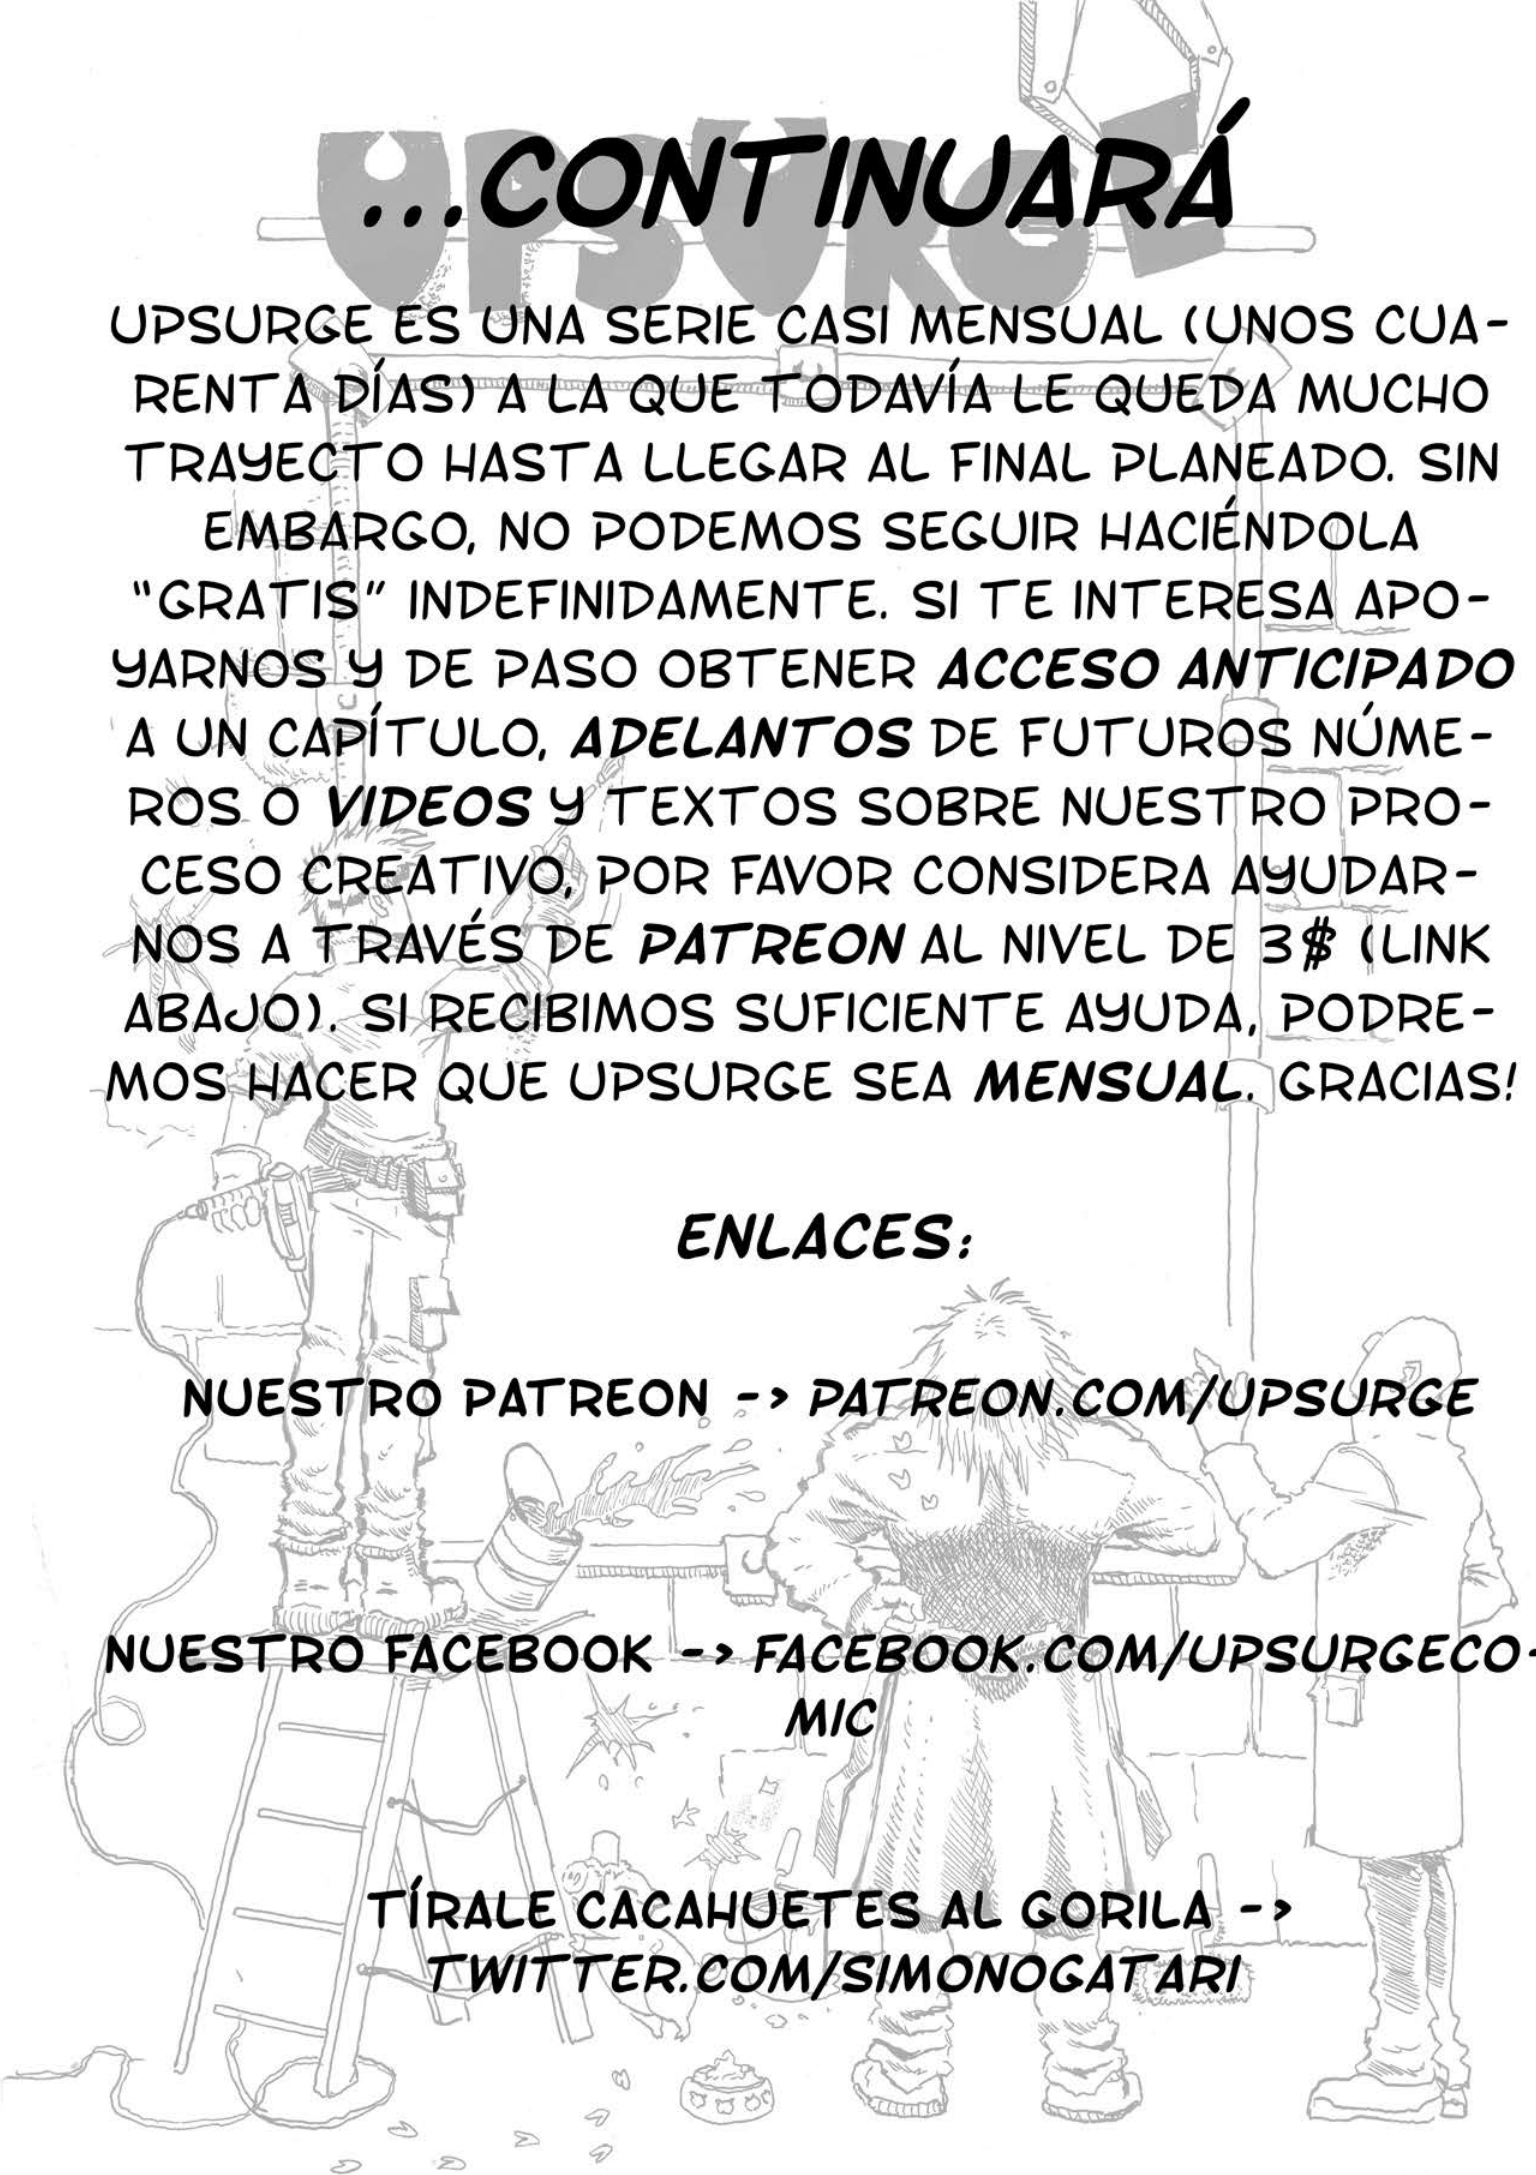 UPSURGE
...CONTINUARÁ
UPSURGE ES UNA SERIE CASI MENSUAL (UNOS CUA-
RENTA DÍAS) A LA QUE TODAVÍA LE QUEDA MUCHO
TRAYECTO HASTA LLEGAR AL FINAL PLANEADO. SIN
EMBARGO, NO PODEMOS SEGUIR HACIÉNDOLA
“GRATIS” INDEFINIDAMENTE. SI TE INTERESA APO-
YARNOS Y DE PASO OBTENER ACCESO ANTICIPADO
A UN CAPÍTULO, ADELANTOS DE FUTUROS NÚME-
ROS O VIDEOS Y TEXTOS SOBRE NUESTRO PRO-
CESO CREATIVO, POR FAVOR CONSIDERA AYUDAR-
NOS A TRAVÉS DE PATREON AL NIVEL DE 3$ (LINK
ABAJO). SI RECIBIMOS SUFICIENTE AYUDA, PODRE-
MOS HACER QUE UPSURGE SEA MENSUAL. GRACIAS!
ENLACES:
NUESTRO PATREON -> PATREON.COM/UPSURGE
NUESTRO FACEBOOK -> FACEBOOK.COM/UPSURGECO-
MIC
TÍRALE CACAHUETES AL GORILA ->
TWITTER.COM/SIMONOGATARI